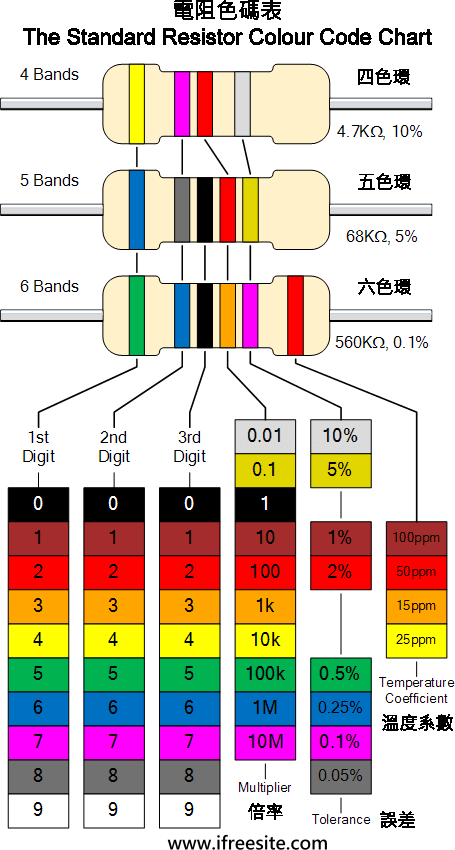 電阻色碼表
The Standard Resistor Colour Code Chart
4 Bands
四色環
4.7KΩ, 10%
5 Bands
五色環
68KΩ, 5%
6 Bands
六色環
560KΩ, 0.1%
1st
Digit
2nd
Digit
3rd
Digit
0.01 10%
0.1 5%
0 0 0 1
1 1 1 10 1% 100ppm
2 2 2 100 2% 50ppm
3 3 3 1k 15ppm
4 4 4 10k 25ppm
5 5 5 100k 0.5%
6 6 6 1M 0.25%
7 7 7 10M 0.1%
8 8 8 0.05%
9 9 9
Temperature
Coefficient
溫度系數
Multiplier
倍率
Tolerance 誤差
www.ifreesite.com